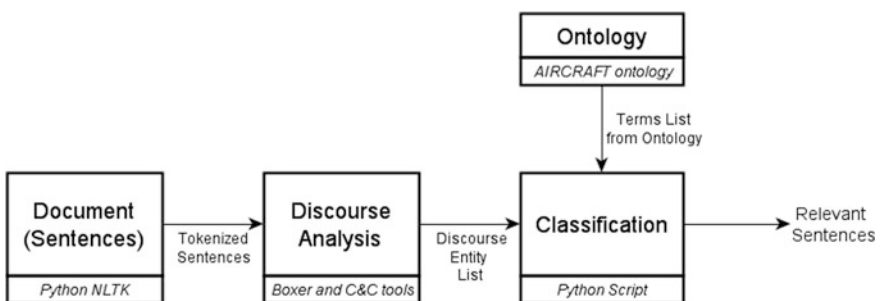 Ontology
AIRCRAFT ontology
Terms List
from Ontology
Document
(Sentences)
Python NLTK
Tokenized
Sentences
Discourse
Analysis
Boxer and C&C tools
Discourse
Entity
List
Classification
Python Script
Relevant
Sentences